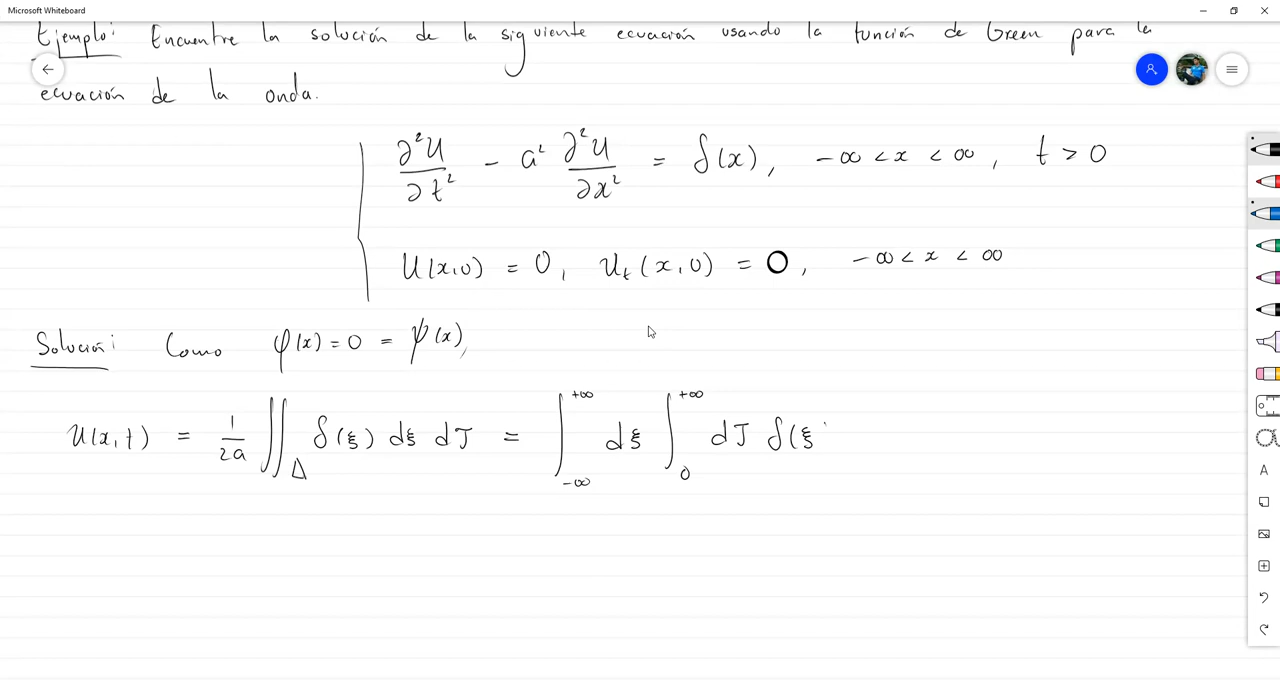 Microsoft Whiteboard
Ejemplo: Encuentre la solución de la siguiente ecuación usando la función de Green para la
ecuación de la onda.
∂²U/∂t² - a² ∂²U/∂x² = δ(x), -∞ < x < ∞, t > 0
U(x,0) = 0, U_t(x,0) = 0, -∞ < x < ∞
Solución: Como φ(x) = 0 = ψ(x),
U(x,t) = 1/2a ∬_Δ δ(ξ) dξ dτ = ∫_{-∞}^{+∞} dξ ∫_0^{+∞} dτ δ(ξ
A